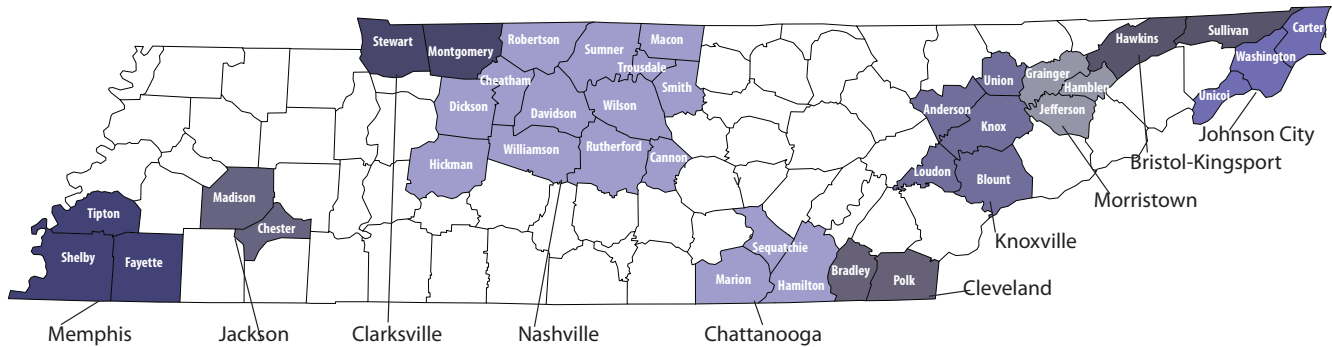 Carter
Sullivan
Hawkins
Stewart
Robertson
Macon
Montgomery
Sumner
Washington
Trousdale
Cheatham
Union
Grainger
Hamblen
Smith
Unicoi
Dickson
Wilson
Davidson
Anderson
Jefferson
Knox
Johnson City
Williamson
Rutherford
Cannon
Hickman
Bristol-Kingsport
Loudon
Blount
Madison
Morristown
Tipton
Chester
Knoxville
Sequatchie
Shelby
Fayette
Bradley
Marion
Hamilton
Polk
Cleveland
Memphis
Jackson
Clarksville
Nashville
Chattanooga